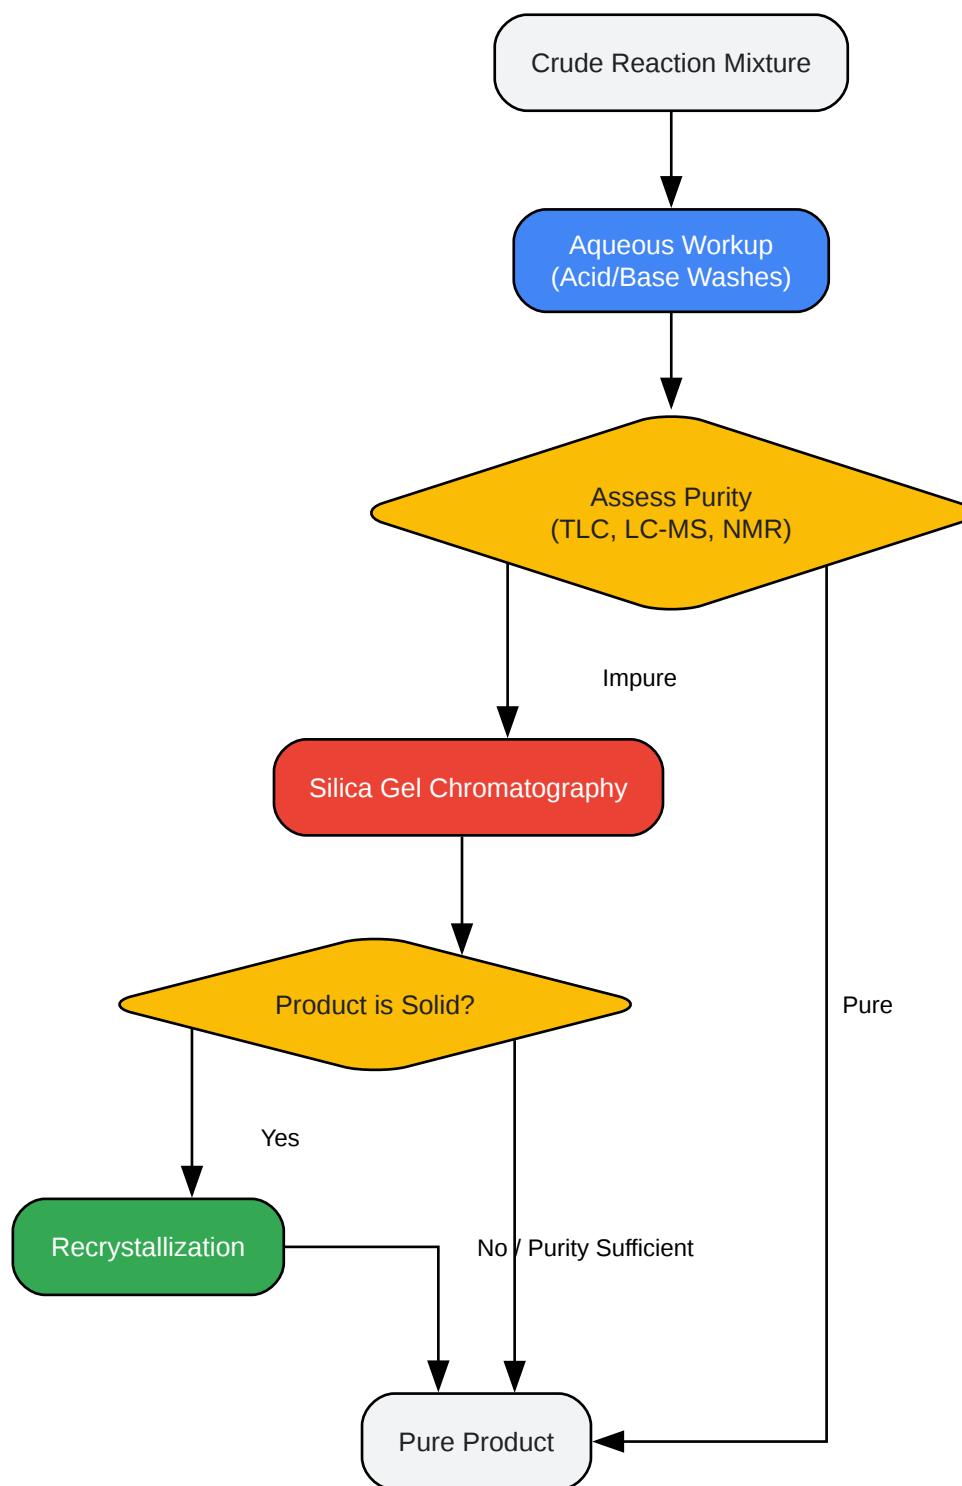 Crude Reaction Mixture
Aqueous Workup
(Acid/Base Washes)
Assess Purity
(TLC, LC-MS, NMR)
Impure
Silica Gel Chromatography
Product is Solid?
Pure
Yes
Recrystallization
No / Purity Sufficient
Pure Product